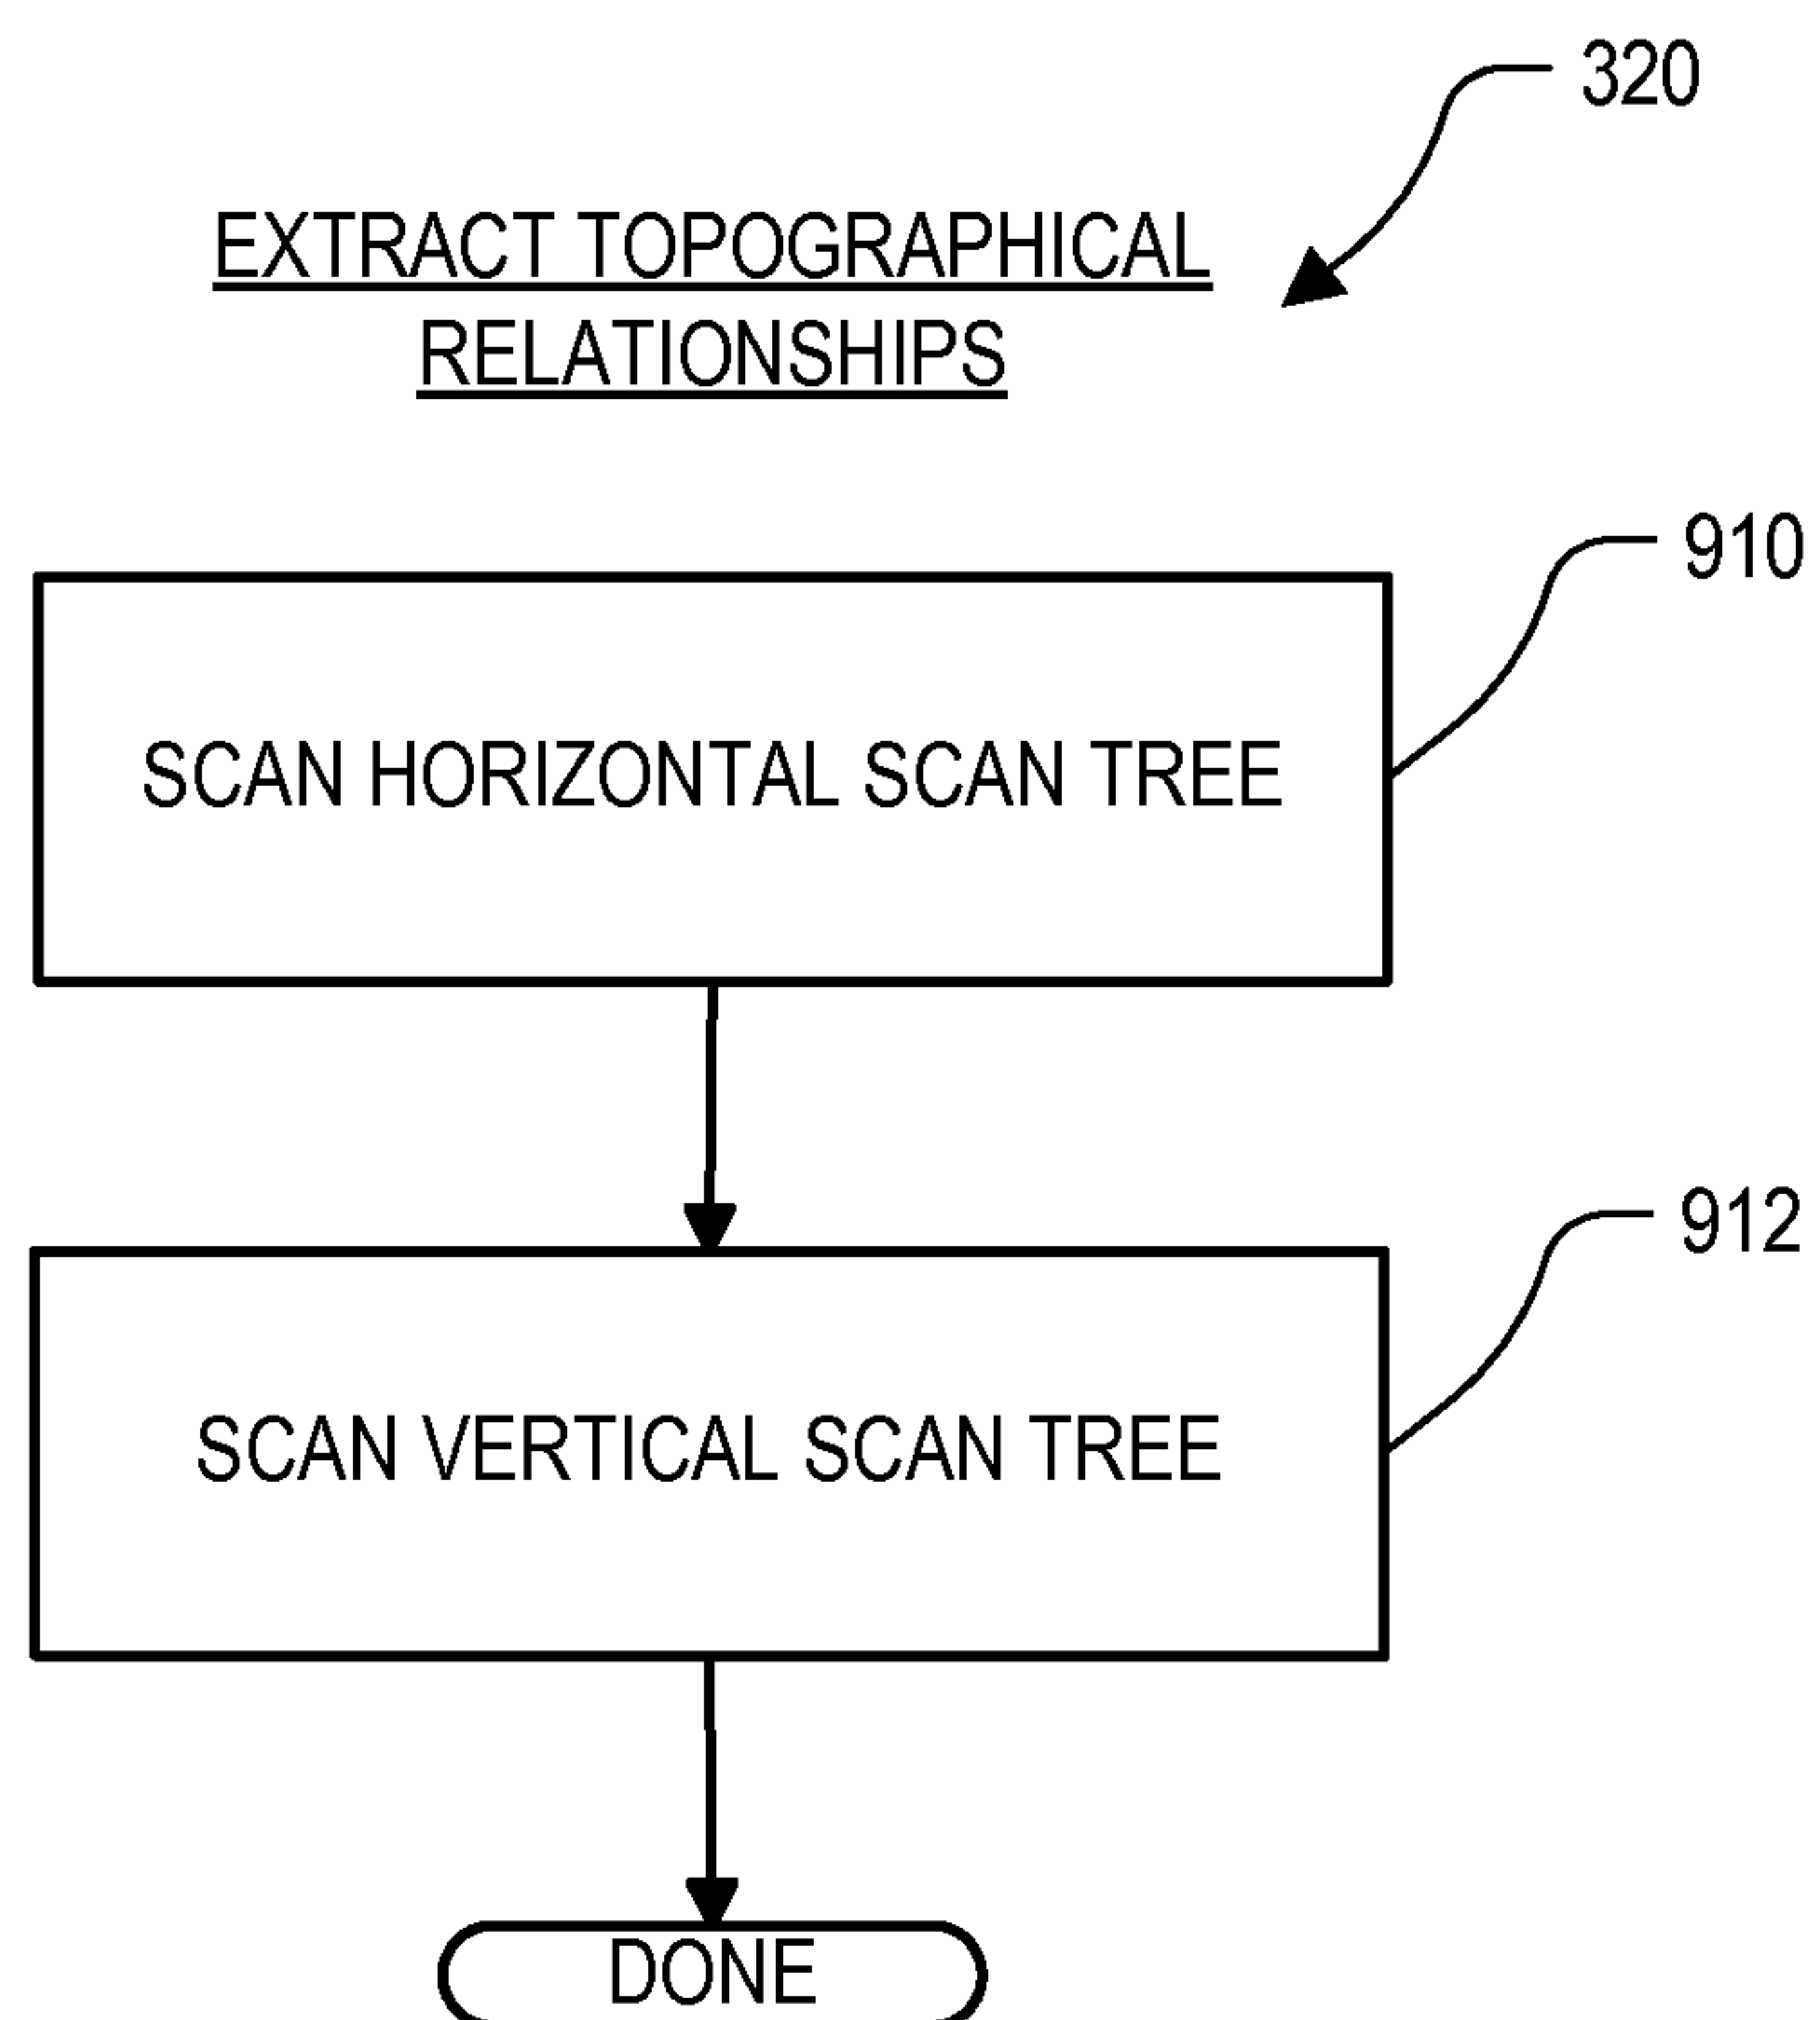 320
EXTRACT TOPOGRAPHICAL
RELATIONSHIPS
910
SCAN HORIZONTAL SCAN TREE
912
SCAN VERTICAL SCAN TREE
DONE